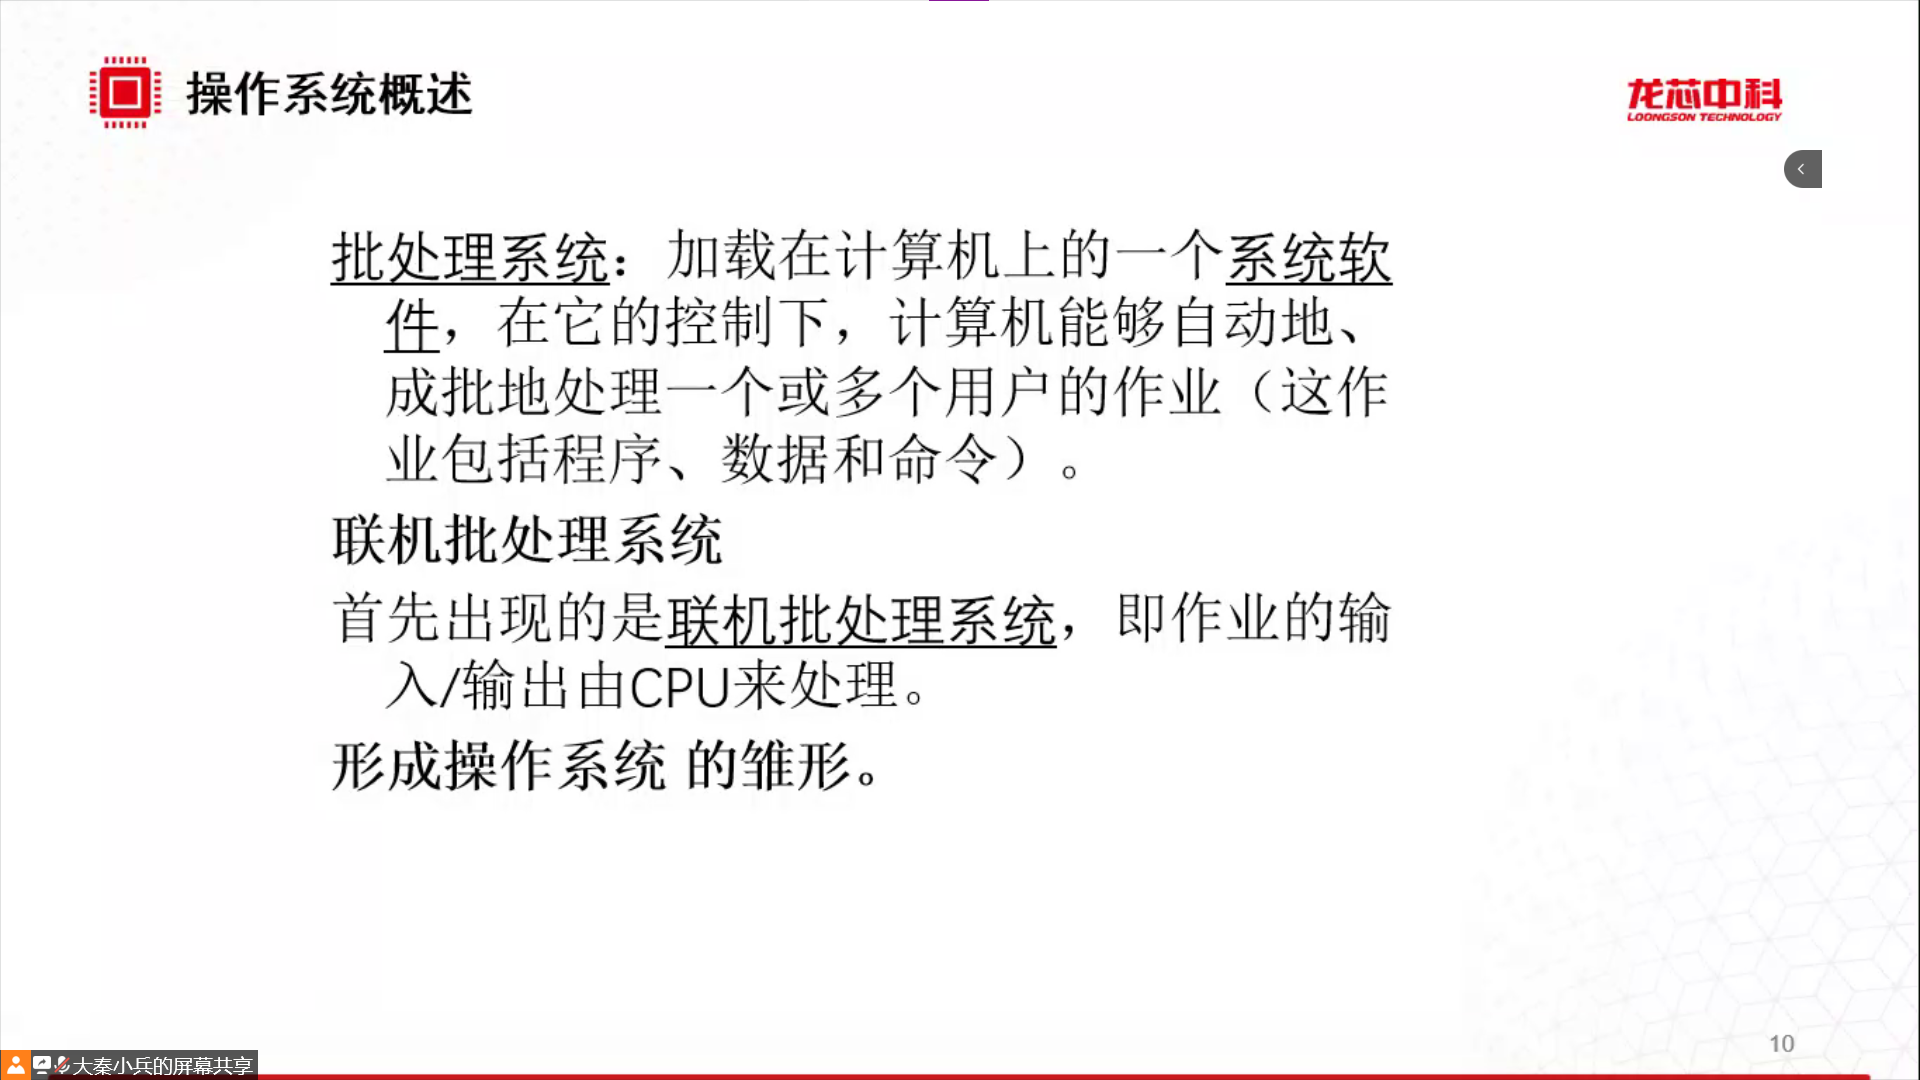 操作系统概述
龙芯中科
LOONGSON TECHNOLOGY
批处理系统：加载在计算机上的一个系统软
件，在它的控制下，计算机能够自动地、
成批地处理一个或多个用户的作业（这作
业包括程序、数据和命令）。
联机批处理系统
首先出现的是联机批处理系统，即作业的输
入/输出由CPU来处理。
形成操作系统 的雏形。
10
大秦小兵的屏幕共享